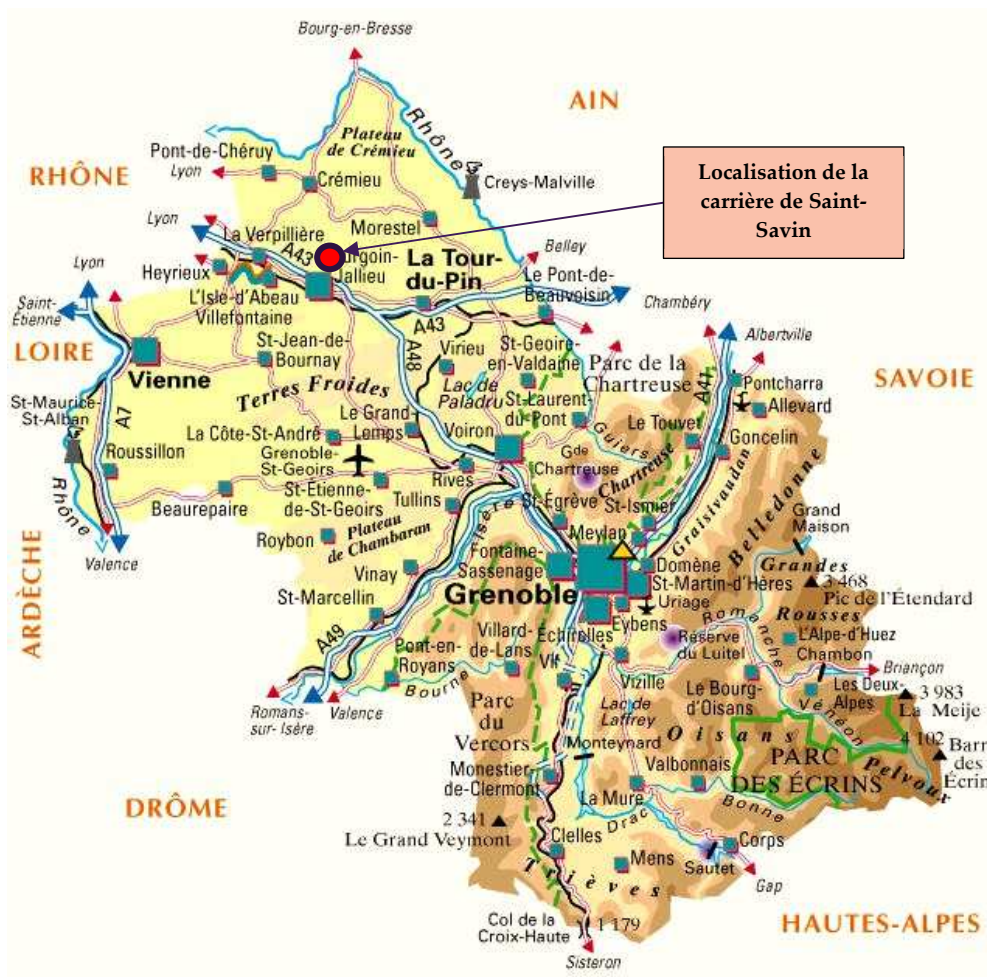 Bourg-en-Bresse
AIN
Rhône
Plateau
de Crémieu
Pont-de-Chéruy
Lyon
RHÔNE
Crémieu
Creys-Malville
Localisation de la
carrière de Saint-
Savin
Morestel
Lyon
La Verpillière
A43
Belley
Heyrieux
Jallieu
La Tour-
du-Pin
Le Pont-de-
Beauvoisin
Lyon
L'Isle-d'Abeau
Villefontaine
Chambéry
Saint-
Étienne
A43
A48
Albertville
LOIRE
St-Jean-de-
Bournay
Virieu
St-Geoire-
en-Valdaine
Parc de la
Chartreuse
A41
Vienne
SAVOIE
Pontcharra
Allevard
St-Maurice-
St-Alban
A7
Terres Froides
Lac de
Paladru
St-Laurent-
du-Pont
Le Touvet
Goncelin
Le Grand-
Lemps
La Côte-St-André
Voiron
Guiers
Roussillon
Grenoble-
St-Geoirs
Gde
Chartreuse
Chartreuse
Graisivaudan
Belledonne
Rhône
Rives
St-Étienne-
de-St-Geoirs
Tullins
Isère
St-Égrève
St-Ismier
Beaurepaire
Grand
Maison
Roybon
Plateau
de Chambaran
Meylan
ARDÈCHE
Valence
Vinay
Fontaine-
Sassenage
Domène
Grandes
Rousses
3 468
Pic de l'Étendard
Grenoble
St-Martin-d'Hères
Uriage
St-Marcellin
Eybens
Echirolles
A49
Villard-
de-Lans
Vif
Réserve
du Luitel
Romanche
L'Alpe-d'Huez
Chambon
Pont-en-
Royans
Bourne
Briançon
Vizille
Le Bourg-
d'Oisans
Les Deux-
Alpes
3 983
La Meije
Romans-
sur-Isère
Valence
Parc
du
Vercors
Lac de
Laffrey
Vénéon
Oisans
4 102
Barr
des
Écrin
Monteynard
PARC
DES ÉCRINS
Pelvoux
Monestier-
de-Clermont
Valbonnais
DRÔME
La Mure
Bonne
2 341
Le Grand Veymont
Drac
Clelles
Corps
Mens
Sautet
Trièves
Gap
Col de la
Croix-Haute
1 179
HAUTES-ALPES
Sisteron